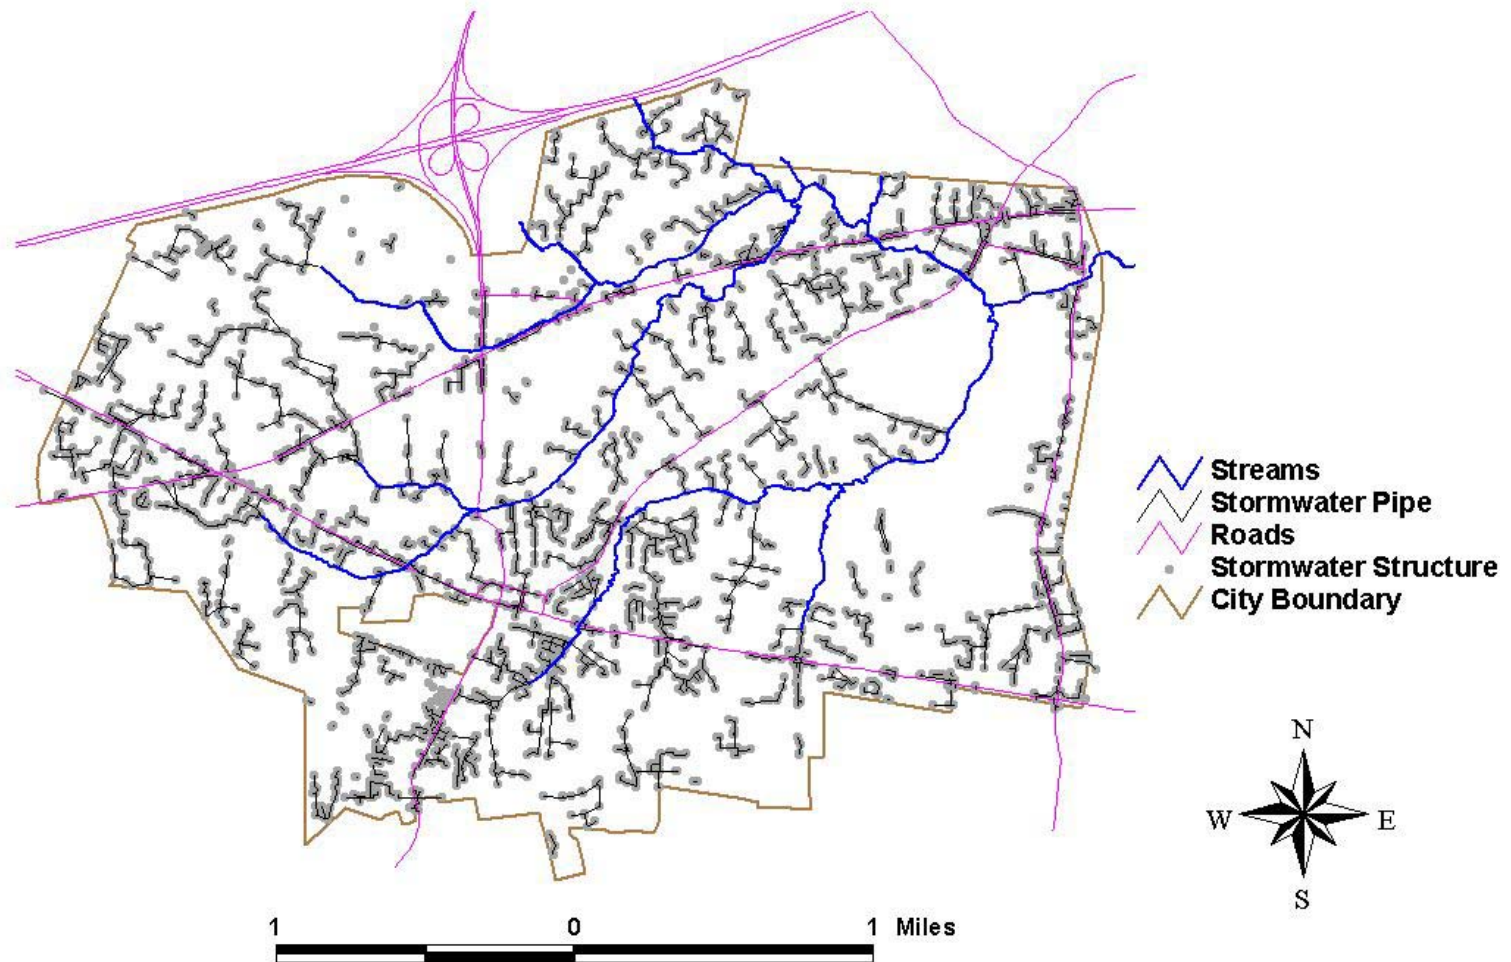 Streams
Stormwater Pipe
Roads
Stormwater Structure
City Boundary
N
W E
S
1 0 1 Miles